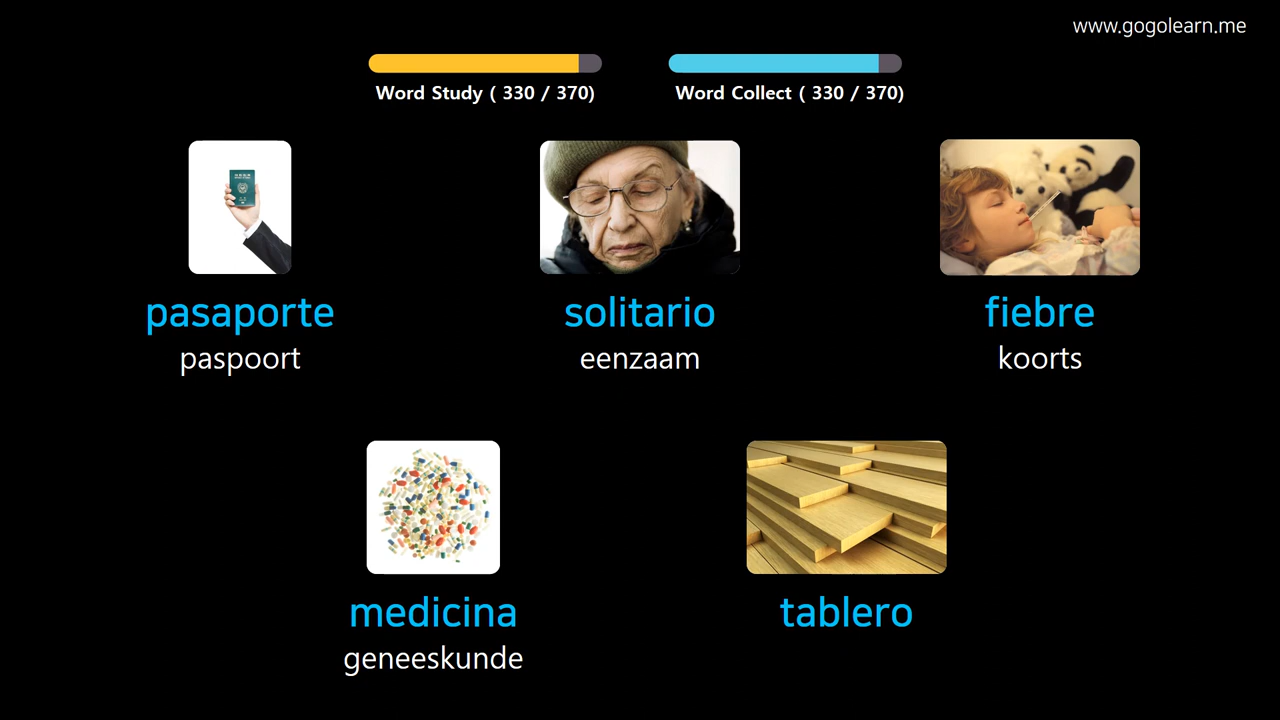 www.gogolearn.me
Word Study ( 330 / 370)
Word Collect ( 330 / 370)
pasaporte
paspoort
solitario
eenzaam
fiebre
koorts
medicina
geneeskunde
tablero